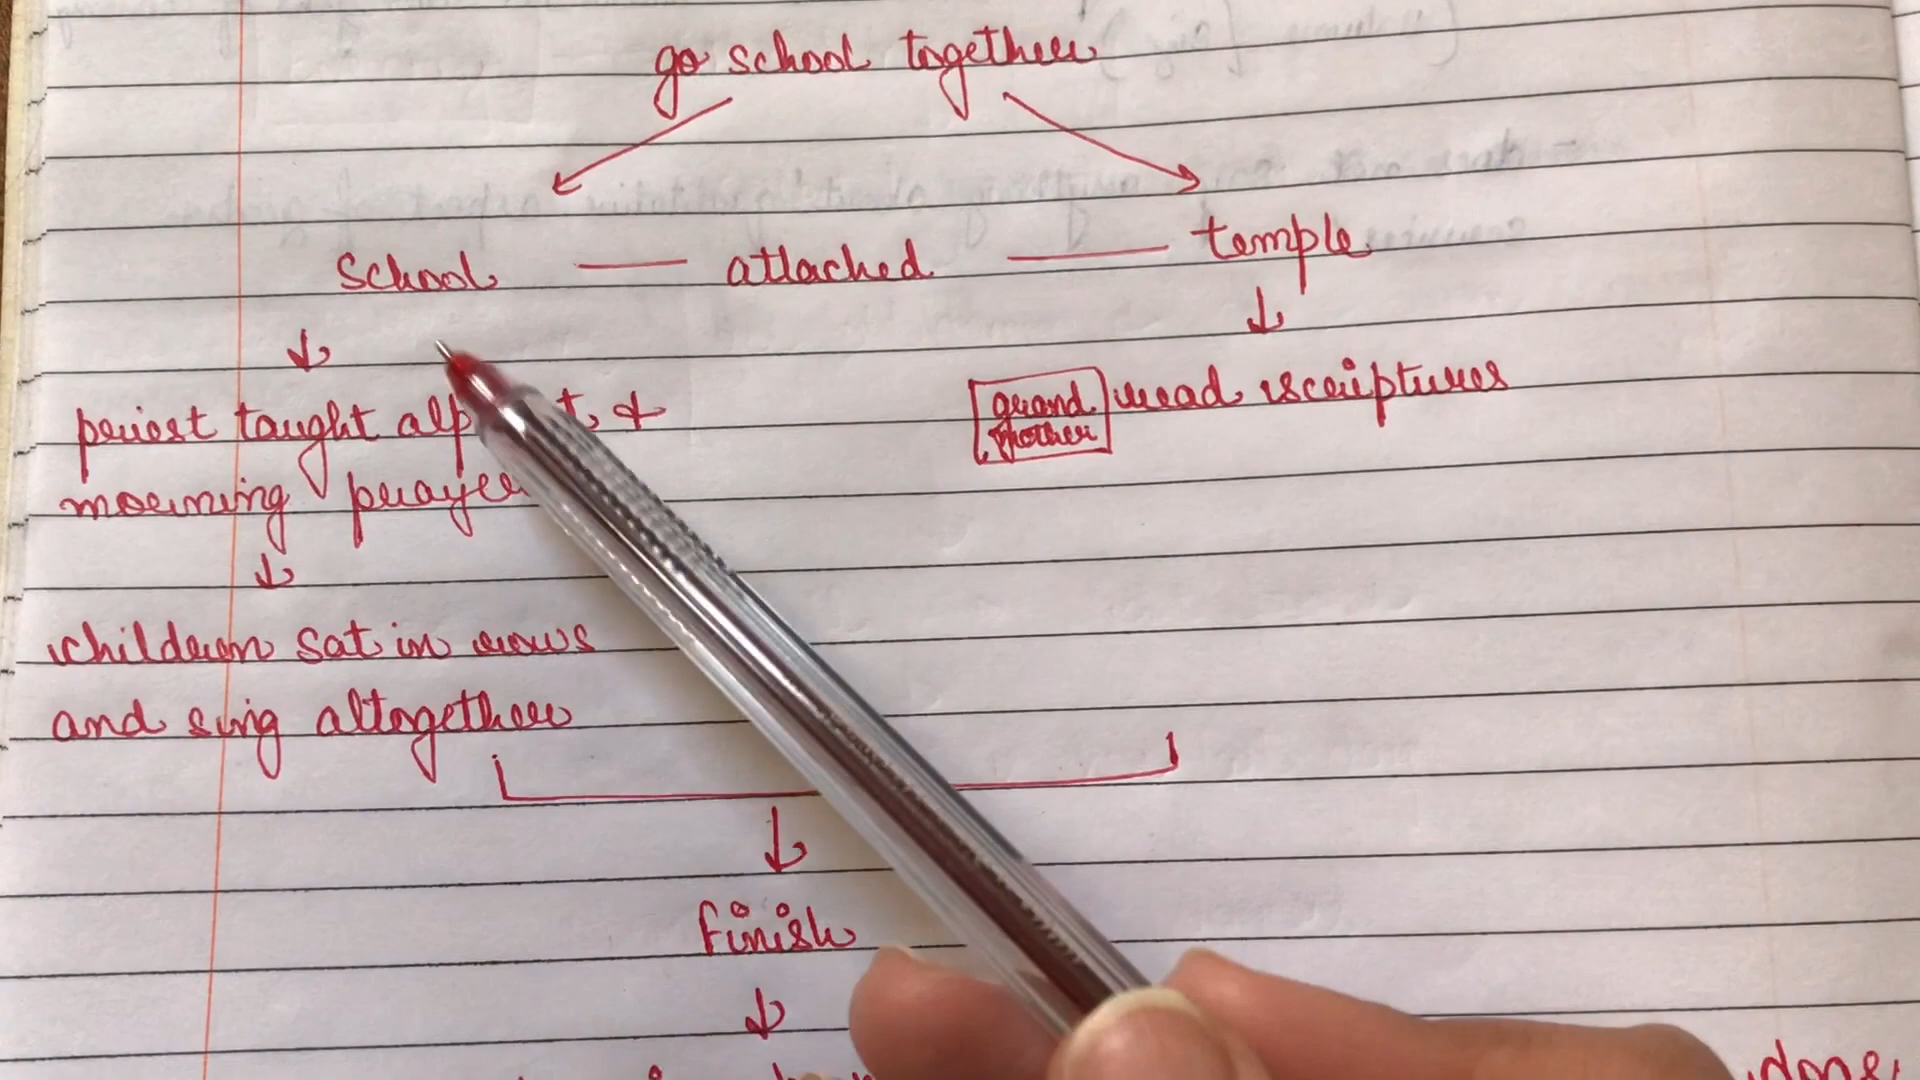 go school together
school — attached — temple
priest taught &
grand mother read scriptures
morning prayer
children sat in rows
and sing altogether
finish
done